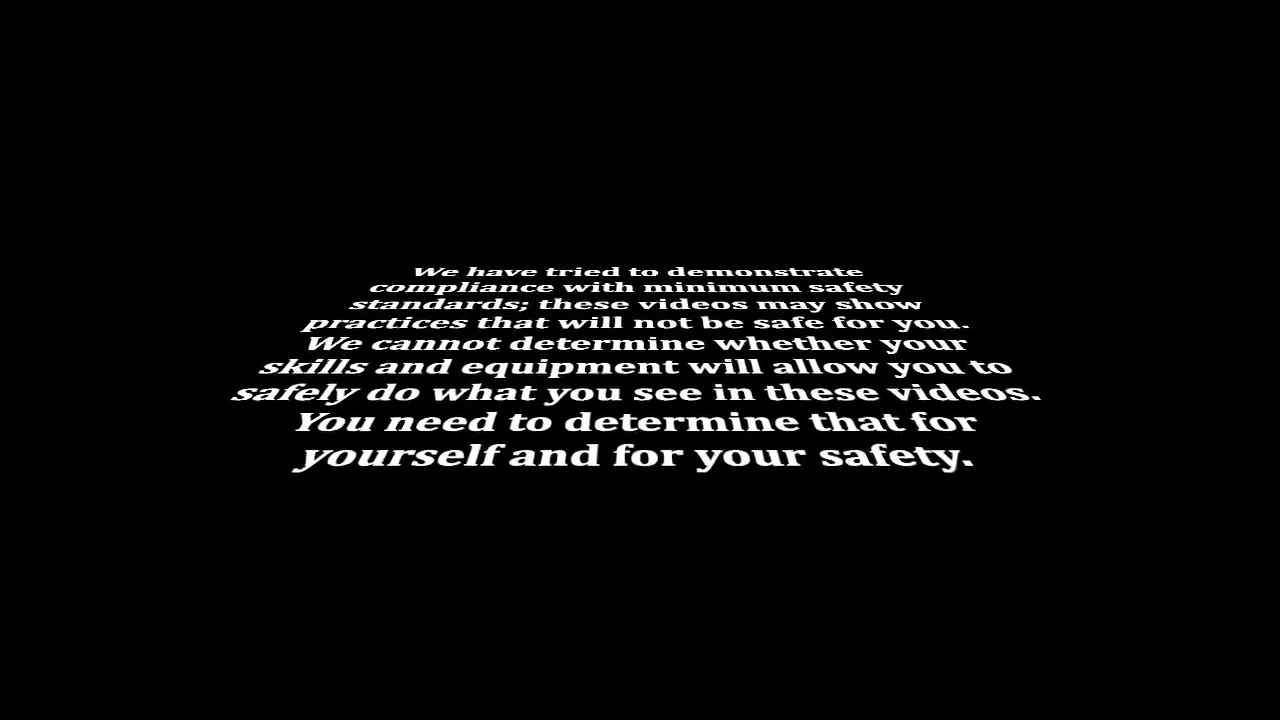 We have tried to demonstrate
compliance with minimum safety
standards; these videos may show
practices that will not be safe for you.
We cannot determine whether your
skills and equipment will allow you to
safely do what you see in these videos.
You need to determine that for
yourself and for your safety.